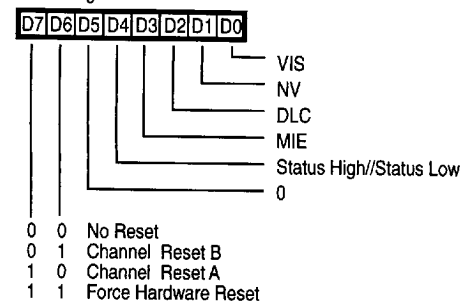 D7 D6 D5 D4 D3 D2 D1 D0
VIS
NV
DLC
MIE
Status High//Status Low
0
0 0 No Reset
0 1 Channel Reset B
1 0 Channel Reset A
1 1 Force Hardware Reset